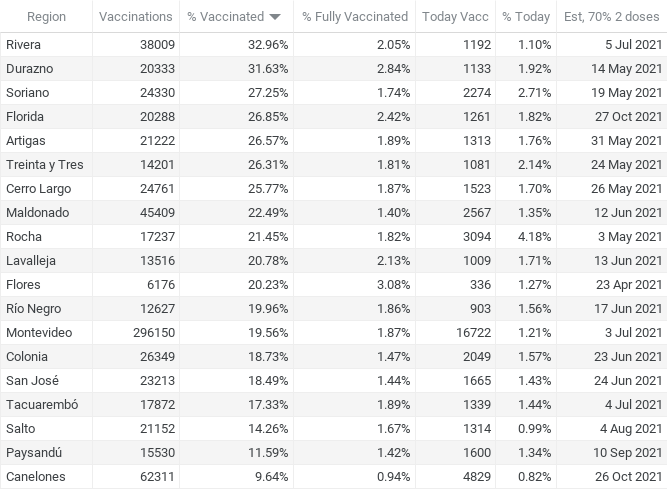 Region Vaccinations % Vaccinated % Fully Vaccinated Today Vacc % Today Est, 70% 2 doses
Rivera 38009 32.96% 2.05% 1192 1.10% 5 Jul 2021
Durazno 20333 31.63% 2.84% 1133 1.92% 14 May 2021
Soriano 24330 27.25% 1.74% 2274 2.71% 19 May 2021
Florida 20288 26.85% 2.42% 1261 1.82% 27 Oct 2021
Artigas 21222 26.57% 1.89% 1313 1.76% 31 May 2021
Treinta y Tres 14201 26.31% 1.81% 1081 2.14% 24 May 2021
Cerro Largo 24761 25.77% 1.87% 1523 1.70% 26 May 2021
Maldonado 45409 22.49% 1.40% 2567 1.35% 12 Jun 2021
Rocha 17237 21.45% 1.82% 3094 4.18% 3 May 2021
Lavalleja 13516 20.78% 2.13% 1009 1.71% 13 Jun 2021
Flores 6176 20.23% 3.08% 336 1.27% 23 Apr 2021
Río Negro 12627 19.96% 1.86% 903 1.56% 17 Jun 2021
Montevideo 296150 19.56% 1.87% 16722 1.21% 3 Jul 2021
Colonia 26349 18.73% 1.47% 2049 1.57% 23 Jun 2021
San José 23213 18.49% 1.44% 1665 1.43% 24 Jun 2021
Tacuarembó 17872 17.33% 1.89% 1339 1.44% 4 Jul 2021
Salto 21152 14.26% 1.67% 1314 0.99% 4 Aug 2021
Paysandú 15530 11.59% 1.42% 1600 1.34% 10 Sep 2021
Canelones 62311 9.64% 0.94% 4829 0.82% 26 Oct 2021